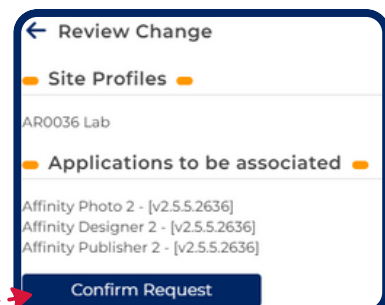 Review Change
Site Profiles
AR0036 Lab
Applications to be associated
Affinity Photo 2 - [v2.5.5.2636]
Affinity Designer 2 - [v2.5.5.2636]
Affinity Publisher 2 - [v2.5.5.2636]
Confirm Request